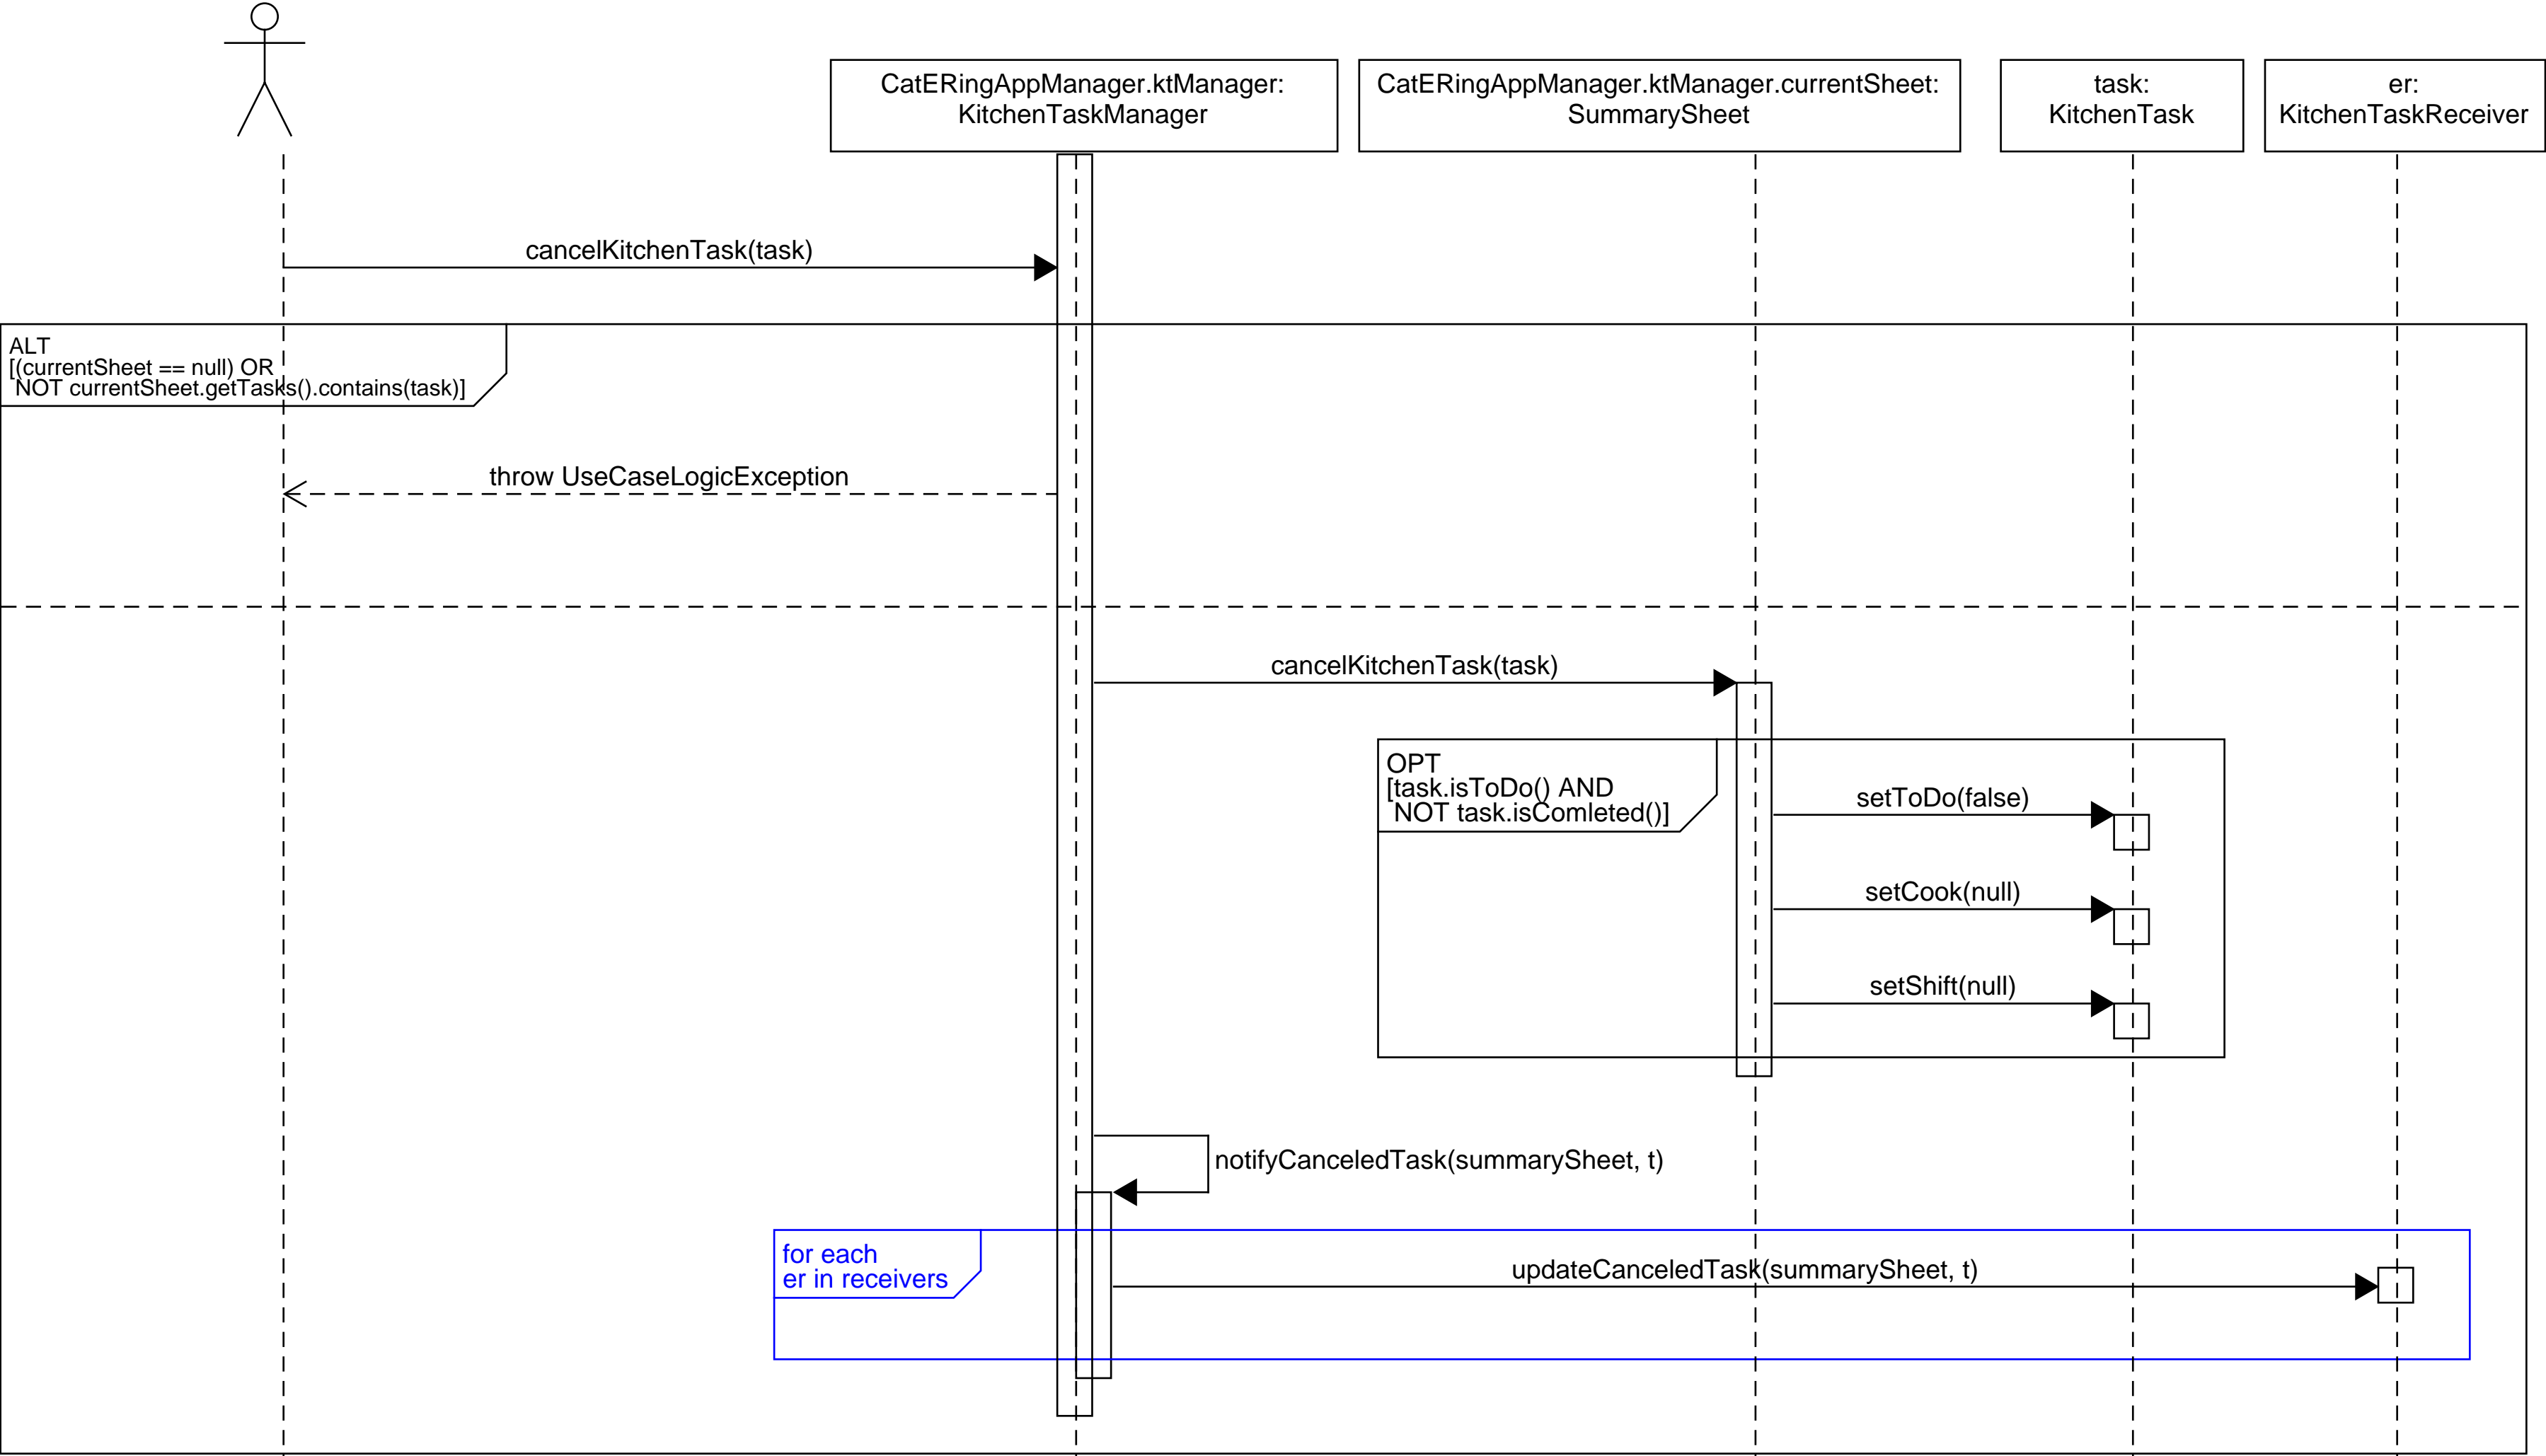 CatERingAppManager.ktManager:
KitchenTaskManager
CatERingAppManager.ktManager.currentSheet:
SummarySheet
task:
KitchenTask
er:
KitchenTaskReceiver
cancelKitchenTask(task)
ALT
[(currentSheet == null) OR
NOT currentSheet.getTasks().contains(task)]
throw UseCaseLogicException
cancelKitchenTask(task)
OPT
[task.isToDo() AND
NOT task.isComleted()]
setToDo(false)
setCook(null)
setShift(null)
notifyCanceledTask(summarySheet, t)
for each
er in receivers
updateCanceledTask(summarySheet, t)